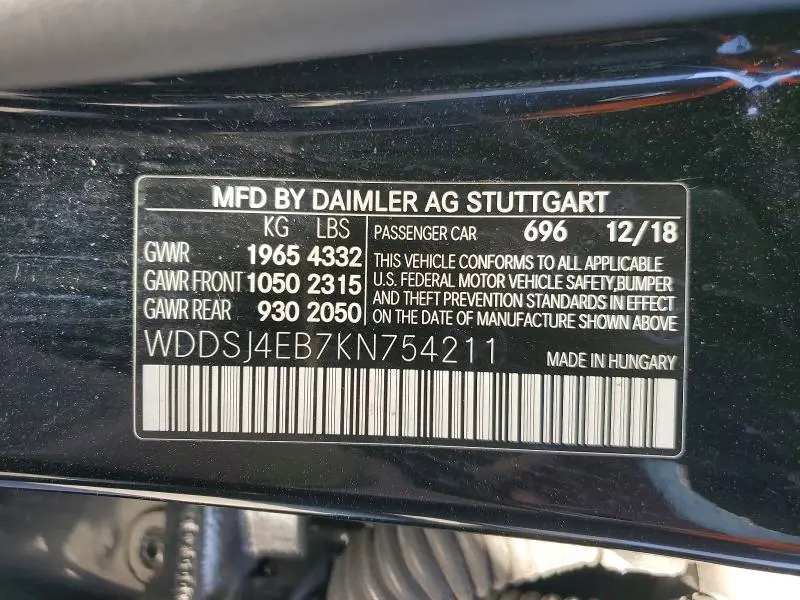 MFD BY DAIMLER AG STUTTGART
KG LBS
GVWR 1965 4332
GAWR FRONT 1050 2315
GAWR REAR 930 2050
PASSENGER CAR 696 12/18
THIS VEHICLE CONFORMS TO ALL APPLICABLE
U.S. FEDERAL MOTOR VEHICLE SAFETY, BUMPER
AND THEFT PREVENTION STANDARDS IN EFFECT
ON THE DATE OF MANUFACTURE SHOWN ABOVE
WDDSJ4EB7KN754211
MADE IN HUNGARY